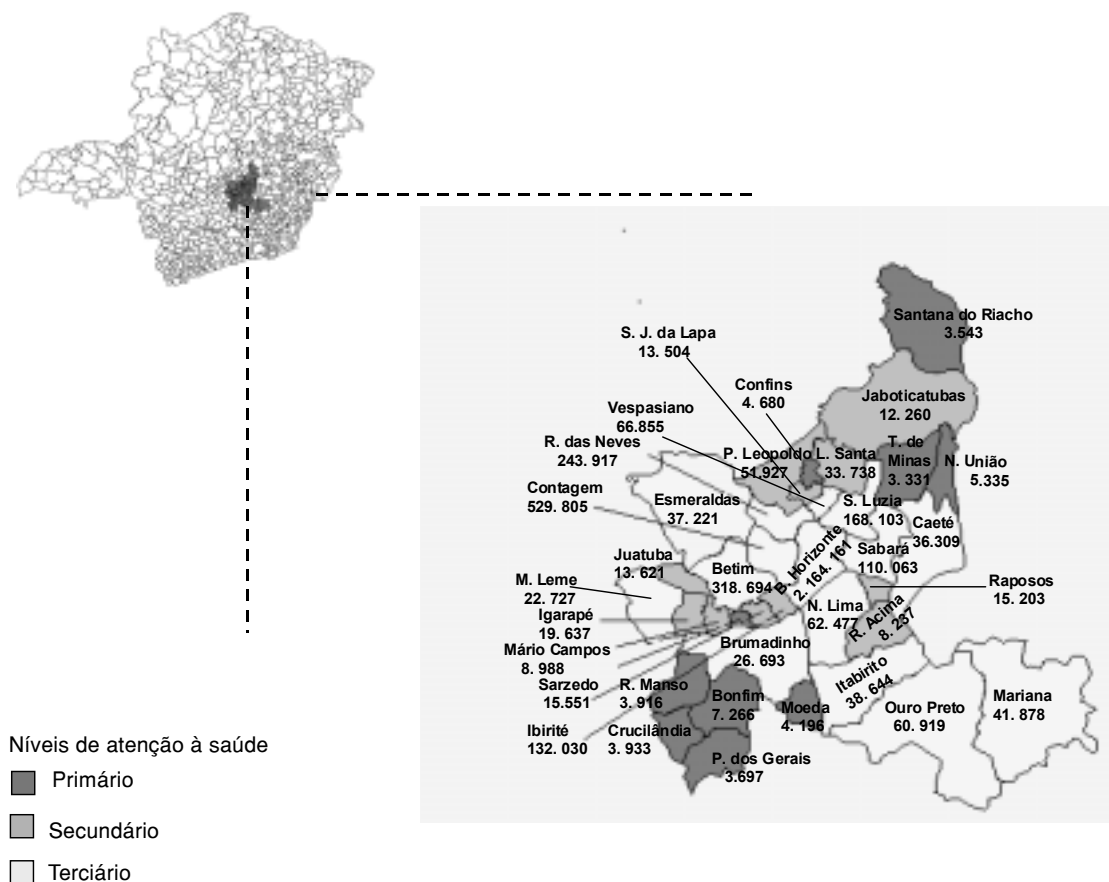 Santana do Riacho
3.543
S. J. da Lapa
13. 504
Confins
4. 680
Jaboticatubas
12. 260
Vespasiano
66.855
R. das Neves
243. 917
P. Leopoldo
51.927
L. Santa
33. 738
T. de
Minas
3. 331
N. União
5.335
Contagem
529. 805
Esmeraldas
37. 221
S. Luzia
168. 103
Caeté
36.309
B. Horizonte
2. 164. 161
Sabará
110. 063
Juatuba
13. 621
Betim
318. 694
M. Leme
22. 727
Raposos
15. 203
Igarapé
19. 637
N. Lima
62. 477
R. Acima
8. 237
Mário Campos
8. 988
Brumadinho
26. 693
Sarzedo
15.551
R. Manso
3. 916
Bonfim
7. 266
Moeda
4. 196
Itabirito
38. 644
Ouro Preto
60. 919
Mariana
41. 878
Ibirité
132. 030
Crucilândia
3. 933
P. dos Gerais
3.697
Níveis de atenção à saúde
Primário
Secundário
Terciário